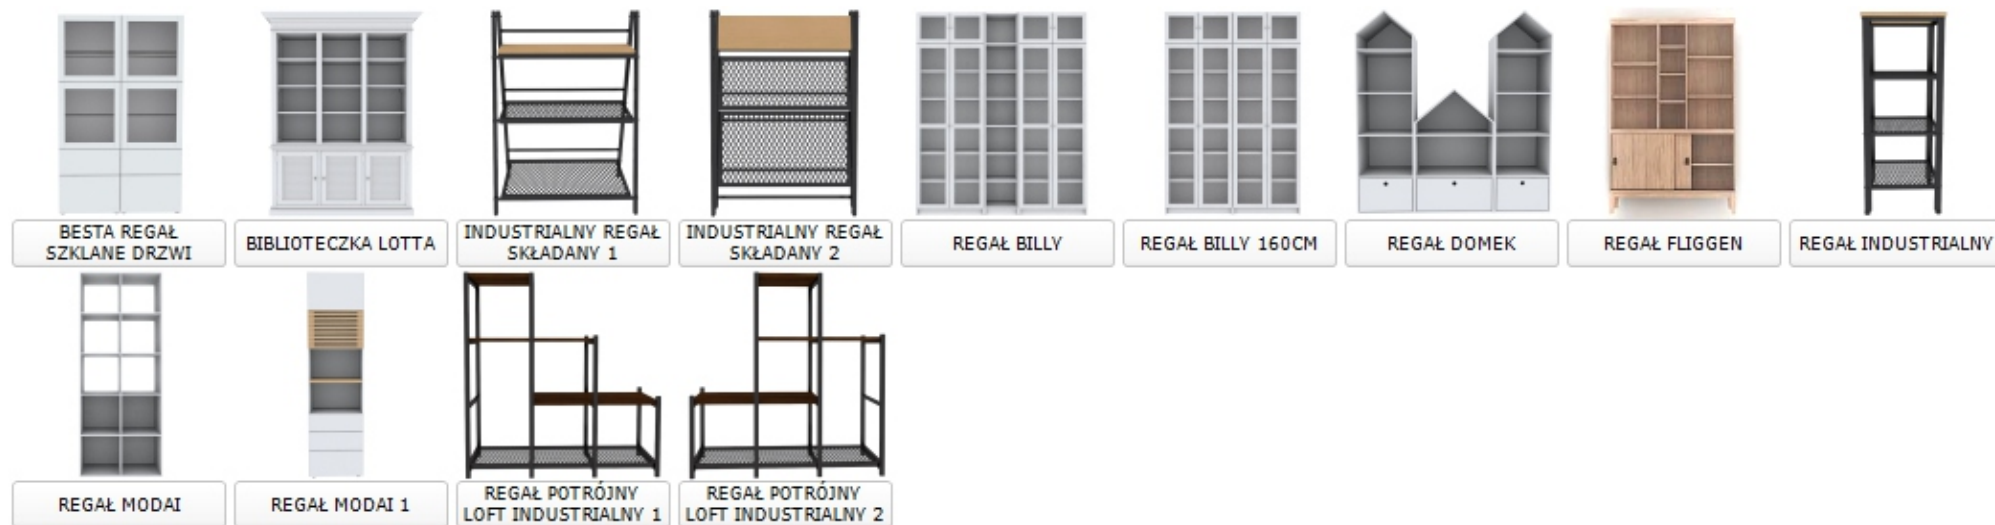 BESTA REGAŁ
SZKLANE DRZWI
BIBLIOTECZKA LOTTA
INDUSTRIALNY REGAŁ
SKŁADANY 1
INDUSTRIALNY REGAŁ
SKŁADANY 2
REGAŁ BILLY
REGAŁ BILLY 160CM
REGAŁ DOMEK
REGAŁ FLIGGEN
REGAŁ INDUSTRIALNY
REGAŁ MODAI
REGAŁ MODAI 1
REGAŁ POTRÓJNY
LOFT INDUSTRIALNY 1
REGAŁ POTRÓJNY
LOFT INDUSTRIALNY 2